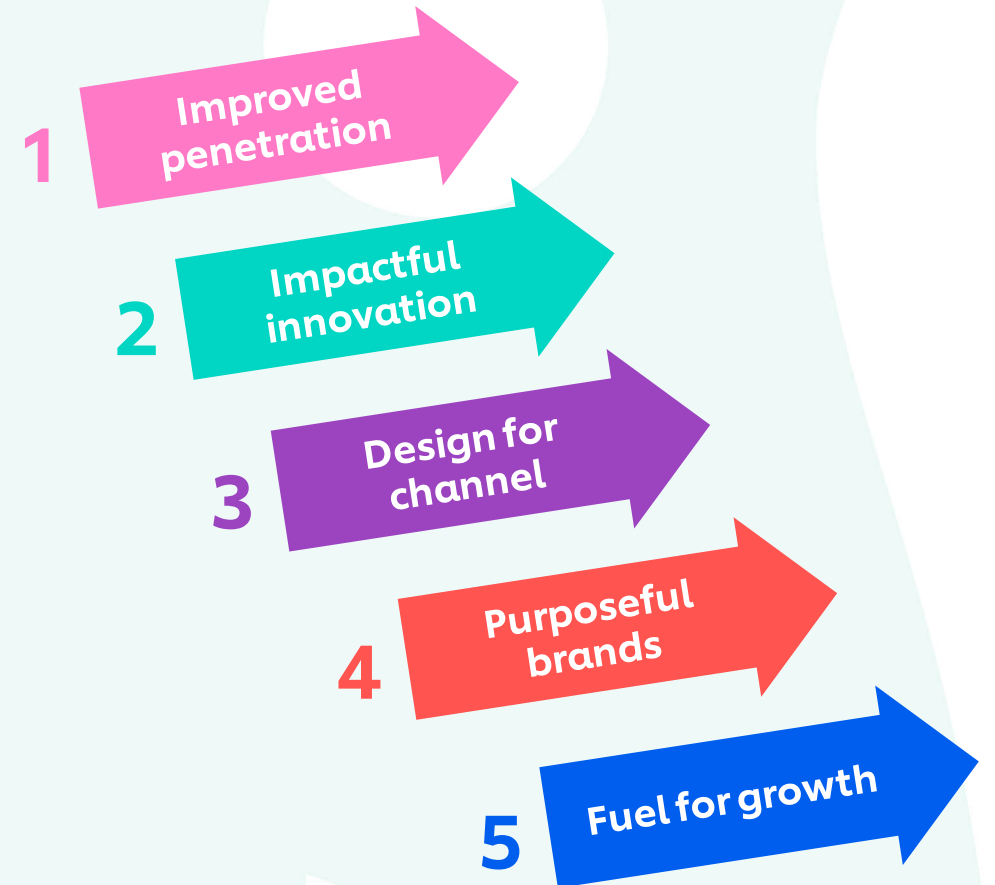 1
Improved
penetration
2
Impactful
innovation
3
Design for
channel
4
Purposeful
brands
5
Fuel for growth